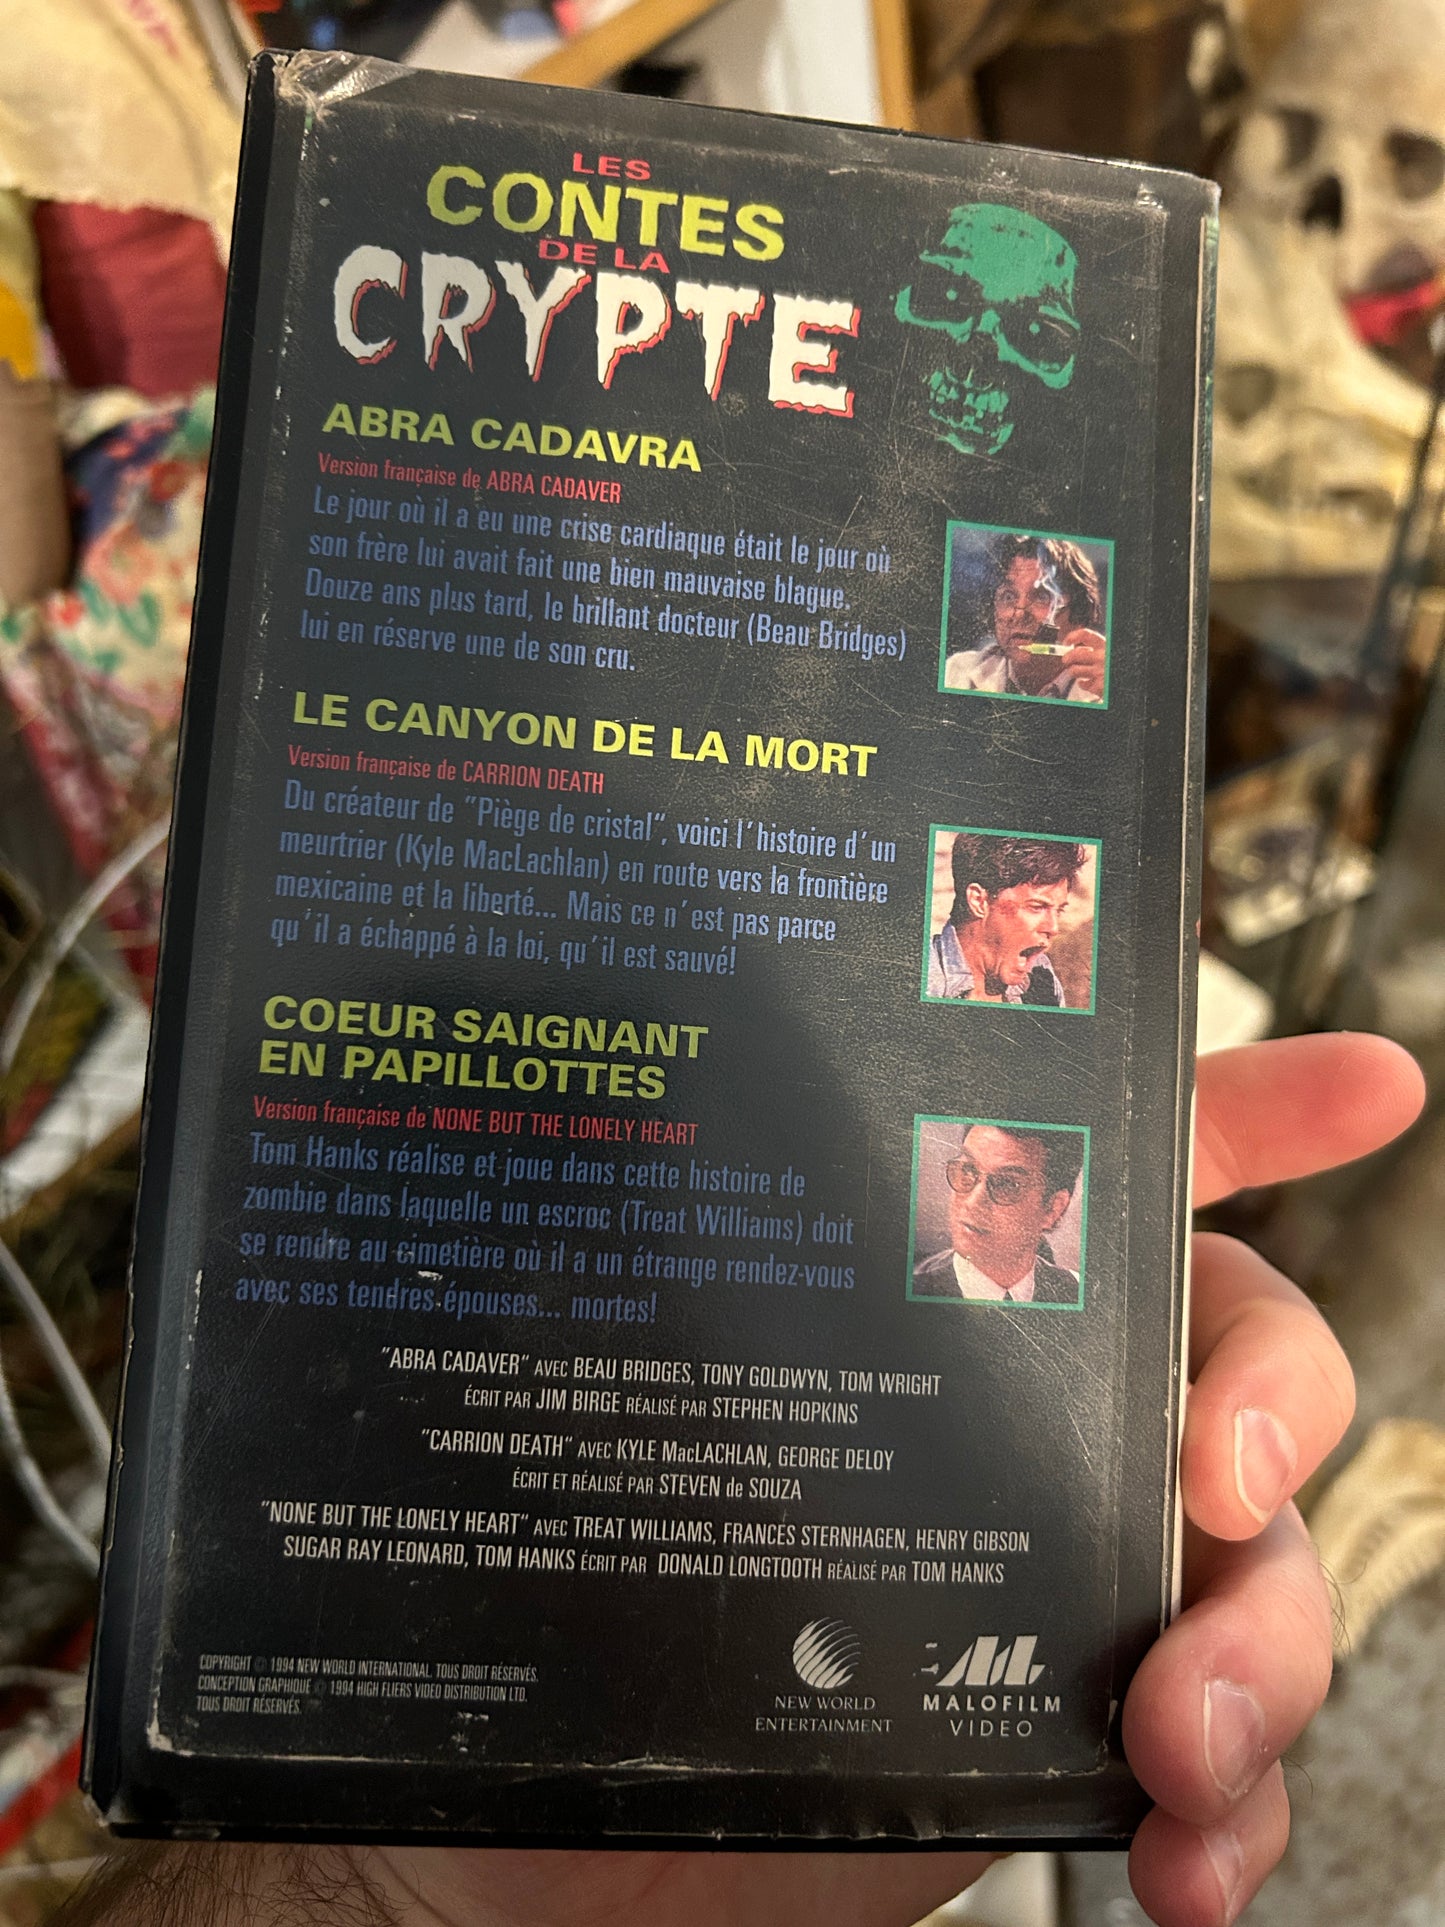 LES
CONTES
DE LA
CRYPTE
ABRA CADAVRA
Version française de ABRA CADAVER
Le jour où il a eu une crise cardiaque était le jour où
son frère lui avait fait une bien mauvaise blague.
Douze ans plus tard, le brillant docteur (Beau Bridges)
lui en réserve une de son cru.
LE CANYON DE LA MORT
Version française de CARRION DEATH
Du créateur de "Piège de cristal", voici l'histoire d'un
meurtrier (Kyle MacLachlan) en route vers la frontière
mexicaine et la liberté... Mais ce n'est pas parce
qu'il a échappé à la loi, qu'il est sauvé!
COEUR SAIGNANT
EN PAPILLOTTES
Version française de NONE BUT THE LONELY HEART
Tom Hanks réalise et joue dans cette histoire de
zombie dans laquelle un escroc (Treat Williams) doit
se rendre au cimetière où il a un étrange rendez-vous
avec ses tendres épouses... mortes!
"ABRA CADAVER" AVEC BEAU BRIDGES, TONY GOLDWYN, TOM WRIGHT
ÉCRIT PAR JIM BIRGE RÉALISÉ PAR STEPHEN HOPKINS
"CARRION DEATH" AVEC KYLE MacLACHLAN, GEORGE DELOY
ÉCRIT ET RÉALISÉ PAR STEVEN de SOUZA
"NONE BUT THE LONELY HEART" AVEC TREAT WILLIAMS, FRANCES STERNHAGEN, HENRY GIBSON
SUGAR RAY LEONARD, TOM HANKS ÉCRIT PAR DONALD LONGTOOTH RÉALISÉ PAR TOM HANKS
COPYRIGHT © 1994 NEW WORLD INTERNATIONAL. TOUS DROIT RÉSERVÉS.
CONCEPTION GRAPHIQUE © 1994 HIGH FLIERS VIDEO DISTRIBUTION LTD.
TOUS DROIT RÉSERVÉS.
NEW WORLD
ENTERTAINMENT
MALOFILM
VIDEO